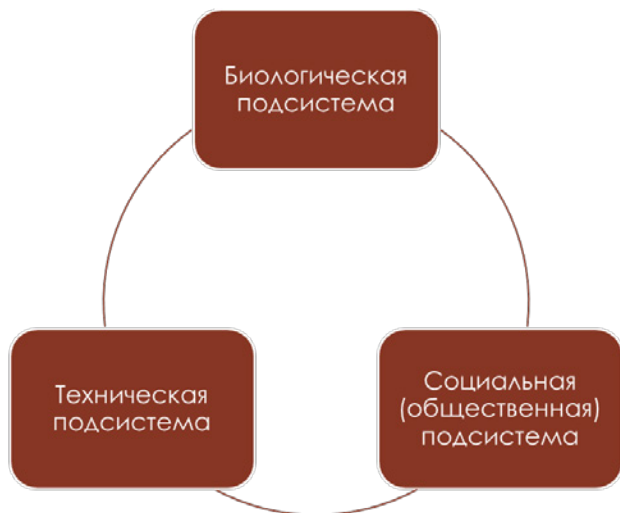 Биологическая
подсистема
Техническая
подсистема
Социальная
(общественная)
подсистема